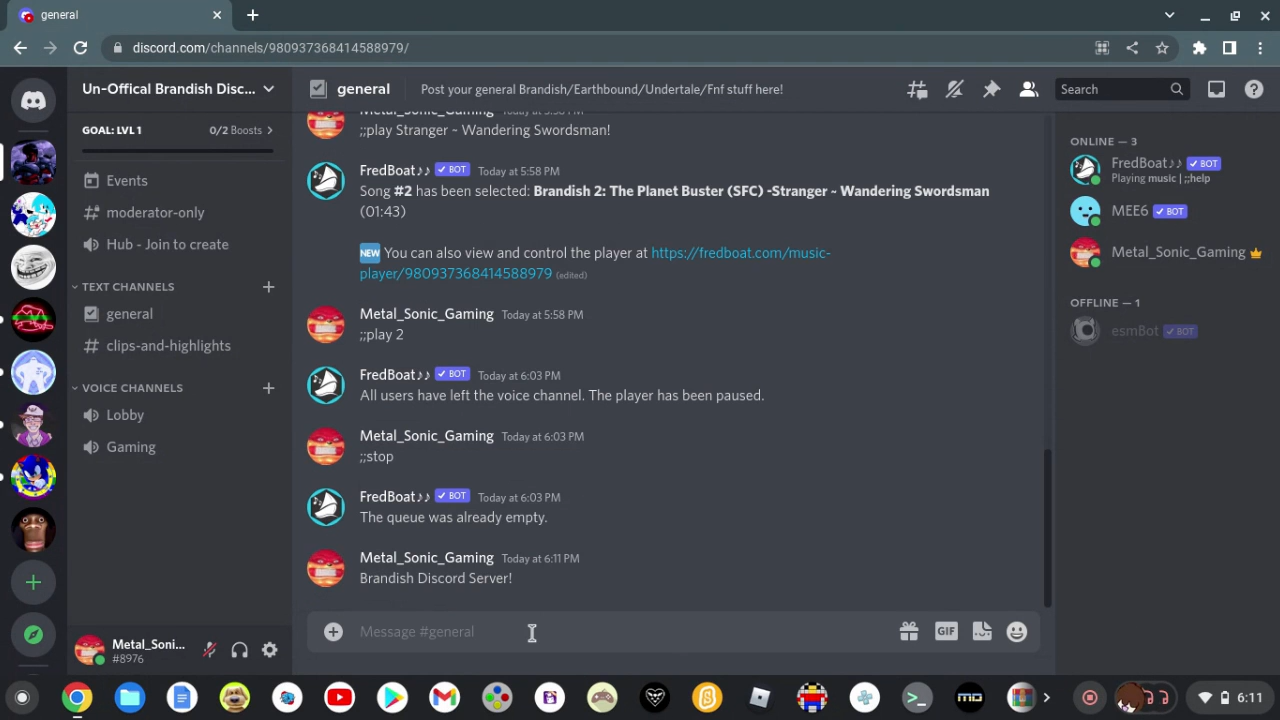 general
discord.com/channels/980937368414588979/
Un-Offical Brandish Disc...
general
Post your general Brandish/Earthbound/Undertale/Fnf stuff here!
Search
GOAL: LVL 1
0/2 Boosts
Events
moderator-only
Hub - Join to create
TEXT CHANNELS
general
clips-and-highlights
VOICE CHANNELS
Lobby
Gaming
Metal_Soni...
#8976
Metal_Sonic_Gaming Today at 5:58 PM
;;play Stranger ~ Wandering Swordsman!
FredBoat♪♪ BOT Today at 5:58 PM
Song #2 has been selected: Brandish 2: The Planet Buster (SFC) -Stranger ~ Wandering Swordsman
(01:43)
NEW You can also view and control the player at https://fredboat.com/music-
player/980937368414588979 (edited)
Metal_Sonic_Gaming Today at 5:58 PM
;;play 2
FredBoat♪♪ BOT Today at 6:03 PM
All users have left the voice channel. The player has been paused.
Metal_Sonic_Gaming Today at 6:03 PM
;;stop
FredBoat♪♪ BOT Today at 6:03 PM
The queue was already empty.
Metal_Sonic_Gaming Today at 6:11 PM
Brandish Discord Server!
Message #general
GIF
ONLINE — 3
FredBoat♪♪ BOT
Playing music | ;;help
MEE6 BOT
Metal_Sonic_Gaming
OFFLINE — 1
esmBot BOT
6:11